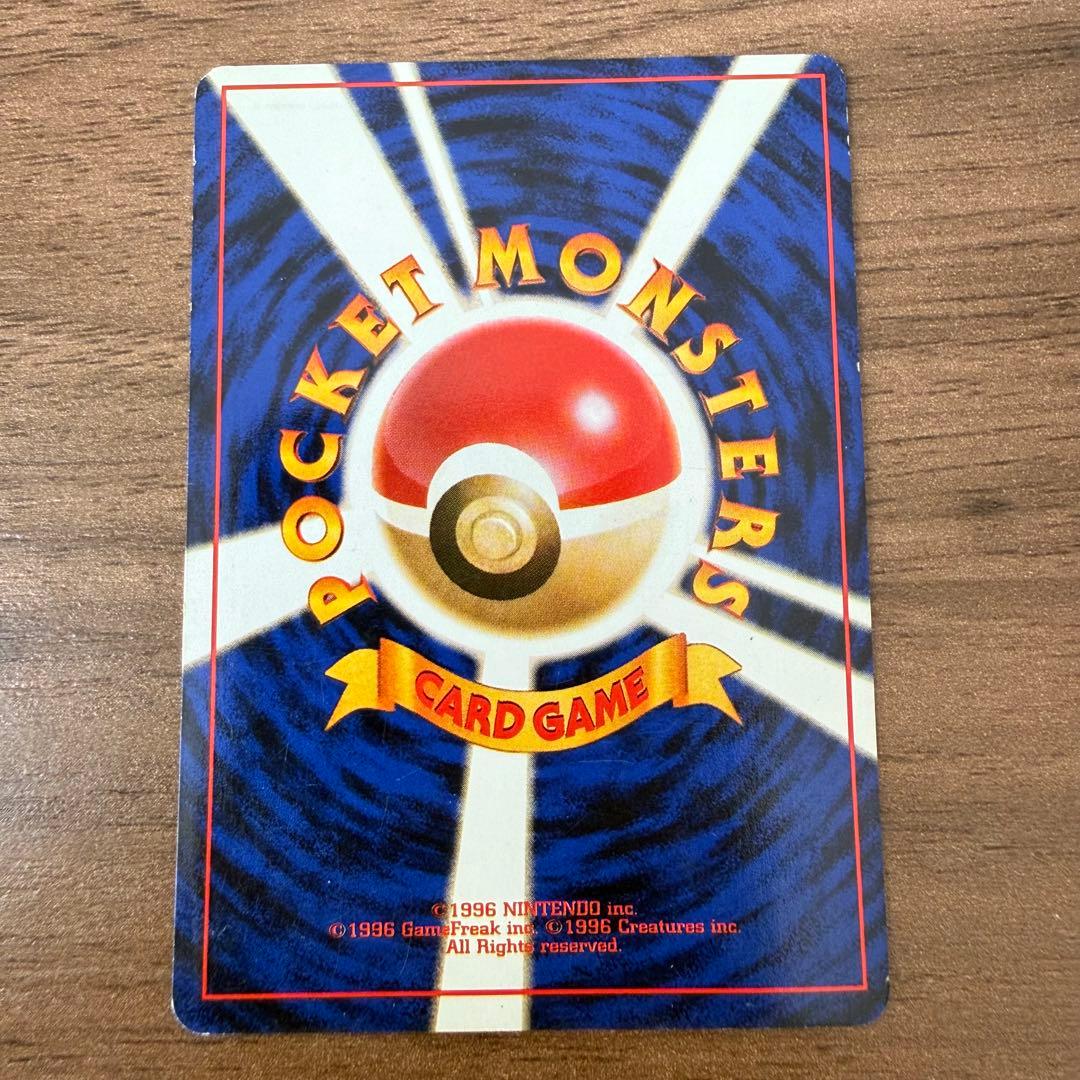 POCKET MONSTERS
CARD GAME
©1996 NINTENDO inc.
©1996 GameFreak inc. ©1996 Creatures inc.
All Rights reserved.